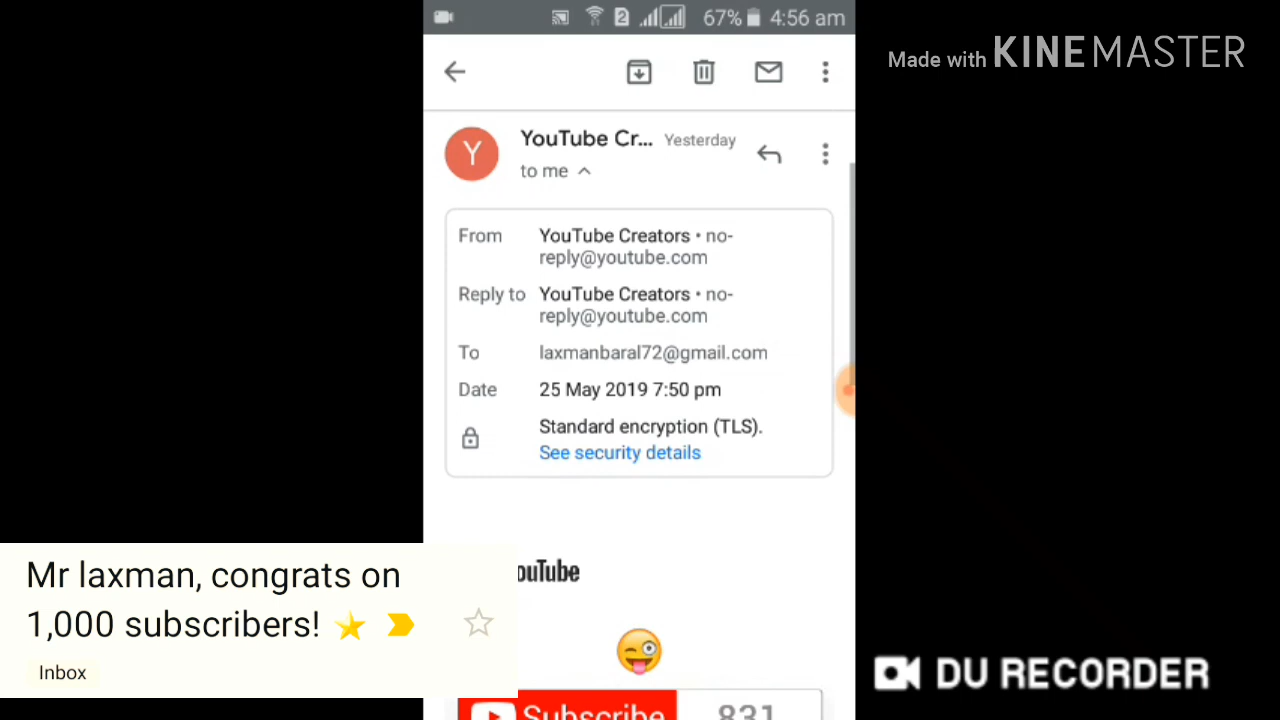 2 67% 4:56 am
Made with KINEMASTER
Y YouTube Cr... Yesterday
to me
From YouTube Creators • no-
reply@youtube.com
Reply to YouTube Creators • no-
reply@youtube.com
To laxmanbaral72@gmail.com
Date 25 May 2019 7:50 pm
Standard encryption (TLS).
See security details
ouTube
Mr laxman, congrats on
1,000 subscribers!
Inbox
Subscribe 831
DU RECORDER